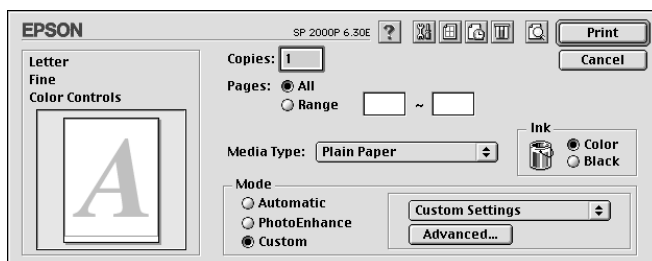 EPSON
SP 2000P 6.30E
?
Print
Cancel
Letter
Fine
Color Controls
A
Copies: 1
Pages: All
Range ~
Media Type: Plain Paper
Ink
Color
Black
Mode
Automatic
PhotoEnhance
Custom
Custom Settings
Advanced...